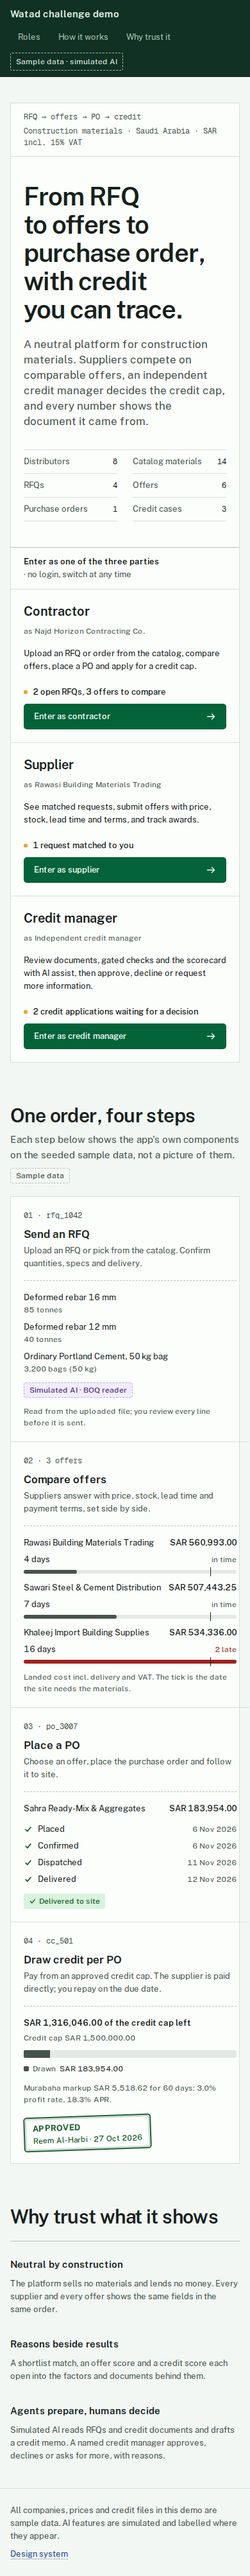 Watad challenge demo
Roles How it works Why trust it
Sample data · simulated AI
RFQ → offers → PO → credit
Construction materials · Saudi Arabia · SAR
incl. 15% VAT
From RFQ
to offers to
purchase order,
with credit
you can trace.
A neutral platform for construction
materials. Suppliers compete on
comparable offers, an independent
credit manager decides the credit cap,
and every number shows the
document it came from.
Distributors 8 Catalog materials 14
RFQs 4 Offers 6
Purchase orders 1 Credit cases 3
Enter as one of the three parties
· no login, switch at any time
Contractor
as Najd Horizon Contracting Co.
Upload an RFQ or order from the catalog, compare
offers, place a PO and apply for a credit cap.
2 open RFQs, 3 offers to compare
Enter as contractor →
Supplier
as Rawasi Building Materials Trading
See matched requests, submit offers with price,
stock, lead time and terms, and track awards.
1 request matched to you
Enter as supplier →
Credit manager
as Independent credit manager
Review documents, gated checks and the scorecard
with AI assist, then approve, decline or request
more information.
2 credit applications waiting for a decision
Enter as credit manager →
One order, four steps
Each step below shows the app's own components
on the seeded sample data, not a picture of them.
Sample data
01 · rfq_1042
Send an RFQ
Upload an RFQ or pick from the catalog. Confirm
quantities, specs and delivery.
Deformed rebar 16 mm
85 tonnes
Deformed rebar 12 mm
40 tonnes
Ordinary Portland Cement, 50 kg bag
3,200 bags (50 kg)
Simulated AI · BOQ reader
Read from the uploaded file; you review every line
before it is sent.
02 · 3 offers
Compare offers
Suppliers answer with price, stock, lead time and
payment terms, set side by side.
Rawasi Building Materials Trading SAR 560,993.00
4 days in time
Sawari Steel & Cement Distribution SAR 507,443.25
7 days in time
Khaleej Import Building Supplies SAR 534,336.00
16 days 2 late
Landed cost incl. delivery and VAT. The tick is the date
the site needs the materials.
03 · po_3007
Place a PO
Choose an offer, place the purchase order and follow
it to site.
Sahra Ready-Mix & Aggregates SAR 183,954.00
Placed 6 Nov 2026
Confirmed 6 Nov 2026
Dispatched 11 Nov 2026
Delivered 12 Nov 2026
Delivered to site
04 · cc_501
Draw credit per PO
Pay from an approved credit cap. The supplier is paid
directly; you repay on the due date.
SAR 1,316,046.00 of the credit cap left
Credit cap SAR 1,500,000.00
Drawn SAR 183,954.00
Murabaha markup SAR 5,518.62 for 60 days: 3.0%
profit rate, 18.3% APR.
APPROVED
Reem Al-Harbi · 27 Oct 2026
Why trust what it shows
Neutral by construction
The platform sells no materials and lends no money. Every
supplier and every offer shows the same fields in the
same order.
Reasons beside results
A shortlist match, an offer score and a credit score each
open into the factors and documents behind them.
Agents prepare, humans decide
Simulated AI reads RFQs and credit documents and drafts
a credit memo. A named credit manager approves,
declines or asks for more, with reasons.
All companies, prices and credit files in this demo are
sample data. AI features are simulated and labelled where
they appear.
Design system